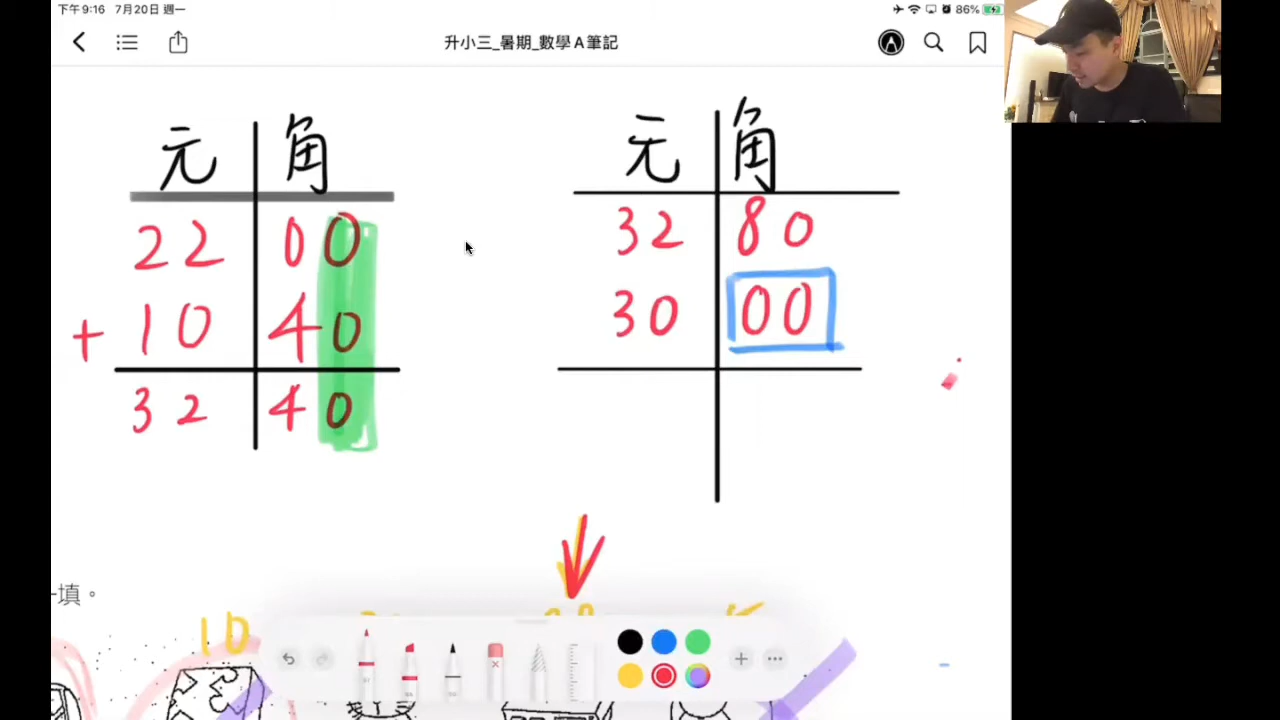 下午9:16 7月20日 週一
86%
升小三_暑期_數學A筆記
元 角
22 00
+ 10 40
32 40
元 角
32 80
30 00
填。
10